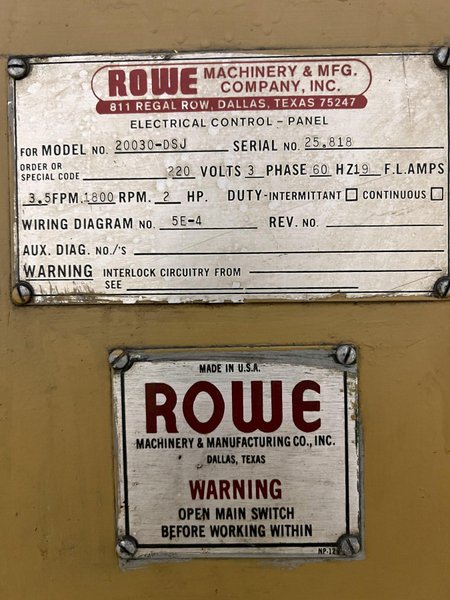 ROWE MACHINERY & MFG.
COMPANY, INC.
811 REGAL ROW, DALLAS, TEXAS 75247
ELECTRICAL CONTROL - PANEL
FOR MODEL NO. 20030-DSJ SERIAL NO. 25,818
ORDER OR
SPECIAL CODE 220 VOLTS 3 PHASE 60 HZ 19 F.L.AMPS
3.5FPM. 1800 RPM. 2 HP. DUTY-INTERMITTANT CONTINUOUS
WIRING DIAGRAM NO. 5E-4 REV. NO.
AUX. DIAG. NO./'S
WARNING INTERLOCK CIRCUITRY FROM
SEE
MADE IN U.S.A.
ROWE
MACHINERY & MANUFACTURING CO., INC.
DALLAS, TEXAS
WARNING
OPEN MAIN SWITCH
BEFORE WORKING WITHIN